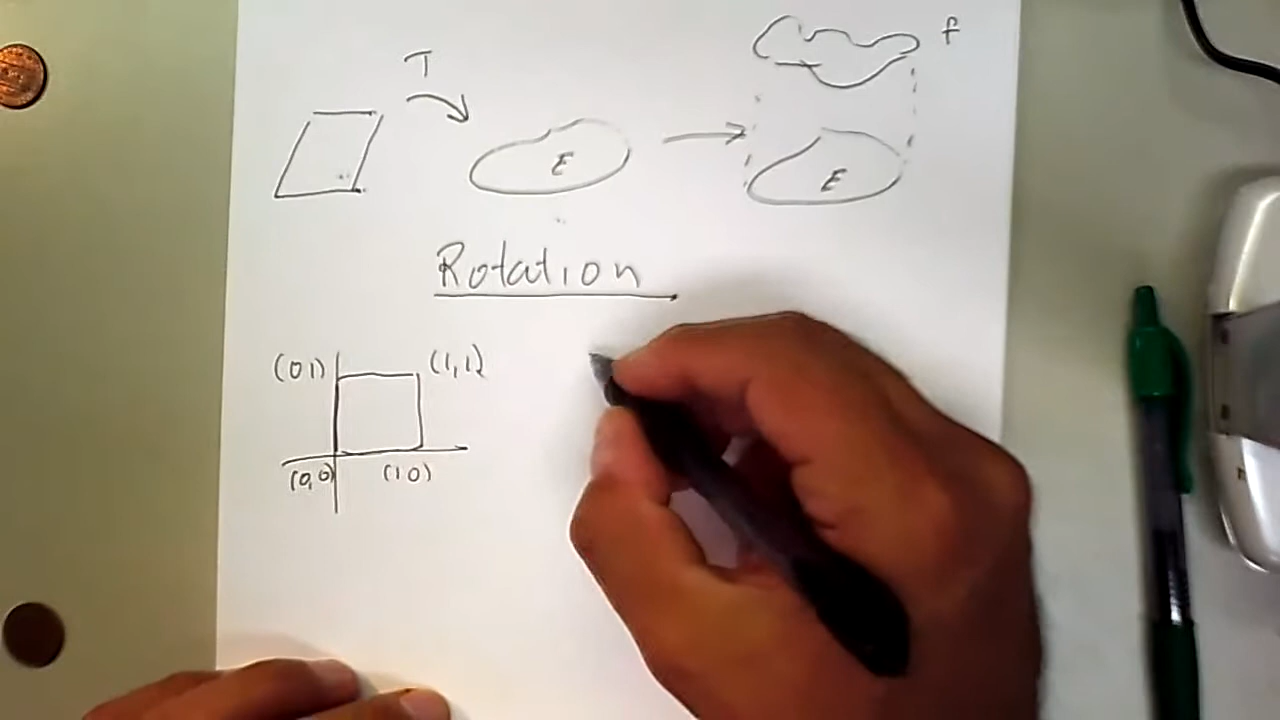 T
f
E
E
Rotation
(0,1) (1,1)
(0,0) (1,0)